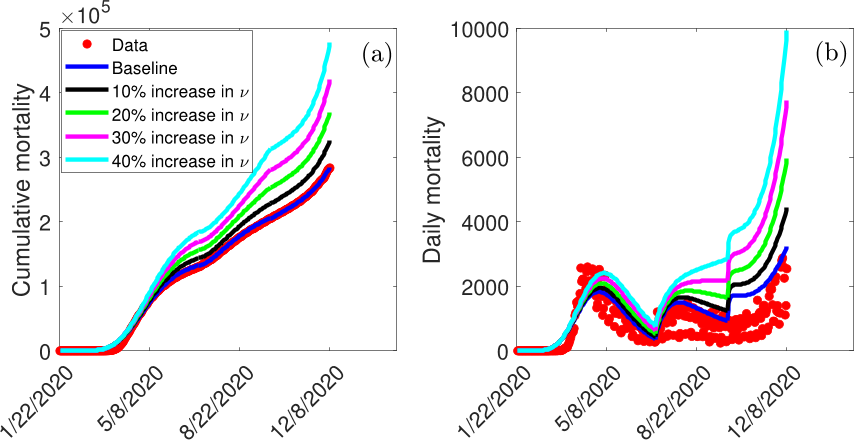 ×10⁵
5
4
3
2
1
0
Cumulative mortality
(a)
Data
Baseline
10% increase in ν
20% increase in ν
30% increase in ν
40% increase in ν
1/22/2020
5/8/2020
8/22/2020
12/8/2020
10000
8000
6000
4000
2000
0
Daily mortality
(b)
1/22/2020
5/8/2020
8/22/2020
12/8/2020